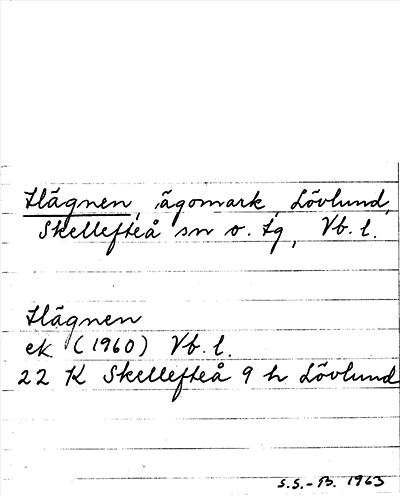 Hägnen, ägomark, Lövlund,
Skellefteå sn o. tg, Vb. l.
Hägnen
ek (1960) Vb. l.
22 K Skellefteå 9 h Lövlund
S.S.-B. 1963